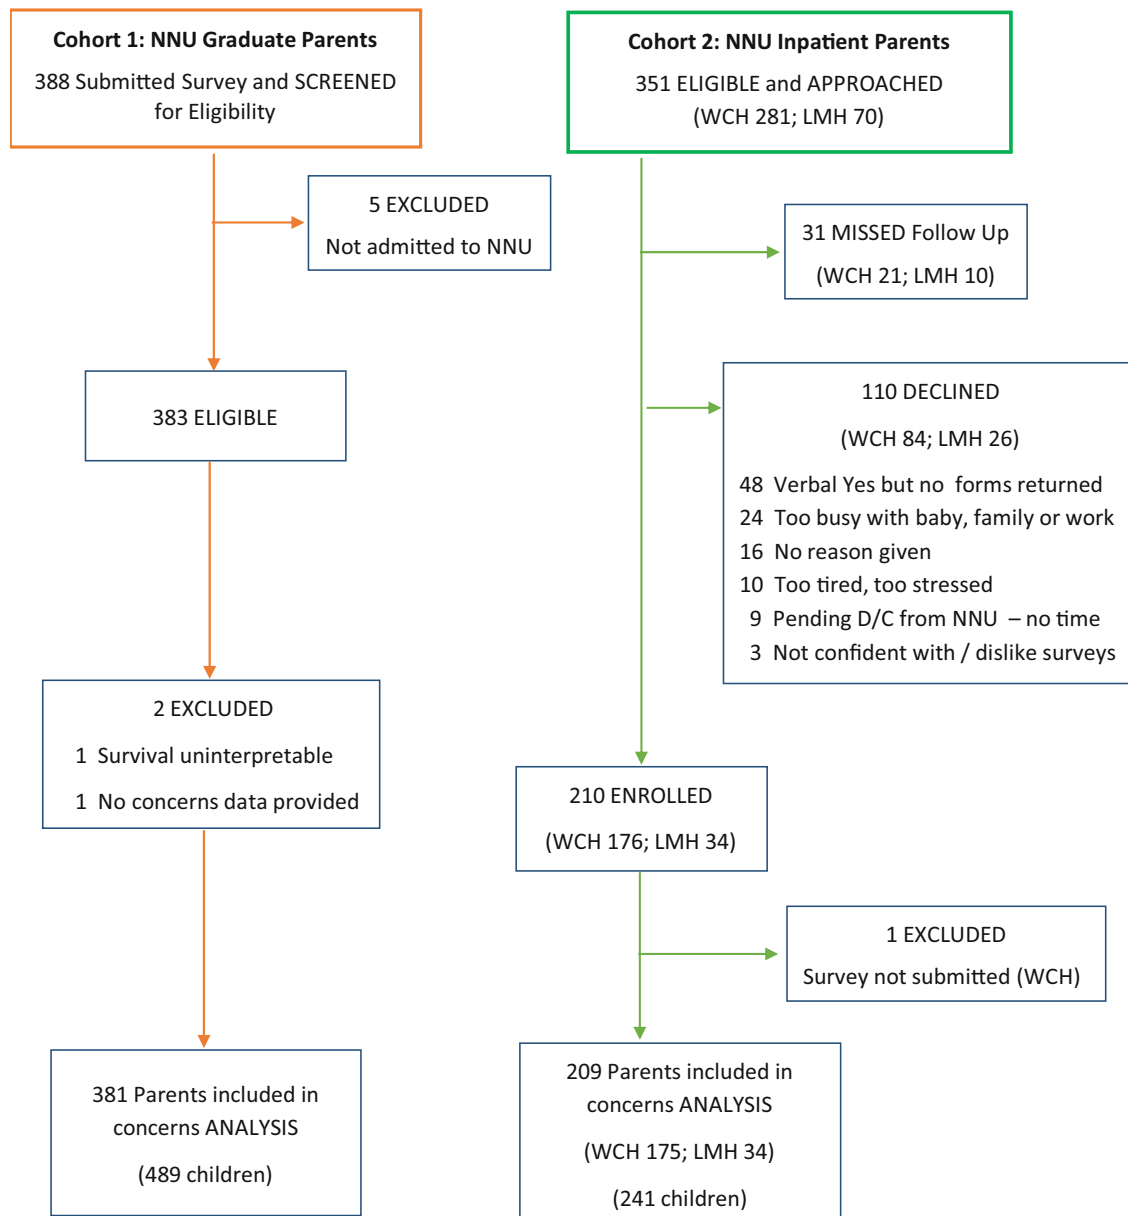 Cohort 1: NNU Graduate Parents
388 Submitted Survey and SCREENED
for Eligibility
5 EXCLUDED
Not admitted to NNU
383 ELIGIBLE
2 EXCLUDED
1 Survival uninterpretable
1 No concerns data provided
381 Parents included in
concerns ANALYSIS
(489 children)
Cohort 2: NNU Inpatient Parents
351 ELIGIBLE and APPROACHED
(WCH 281; LMH 70)
31 MISSED Follow Up
(WCH 21; LMH 10)
110 DECLINED
(WCH 84; LMH 26)
48 Verbal Yes but no forms returned
24 Too busy with baby, family or work
16 No reason given
10 Too tired, too stressed
9 Pending D/C from NNU – no time
3 Not confident with / dislike surveys
210 ENROLLED
(WCH 176; LMH 34)
1 EXCLUDED
Survey not submitted (WCH)
209 Parents included in
concerns ANALYSIS
(WCH 175; LMH 34)
(241 children)